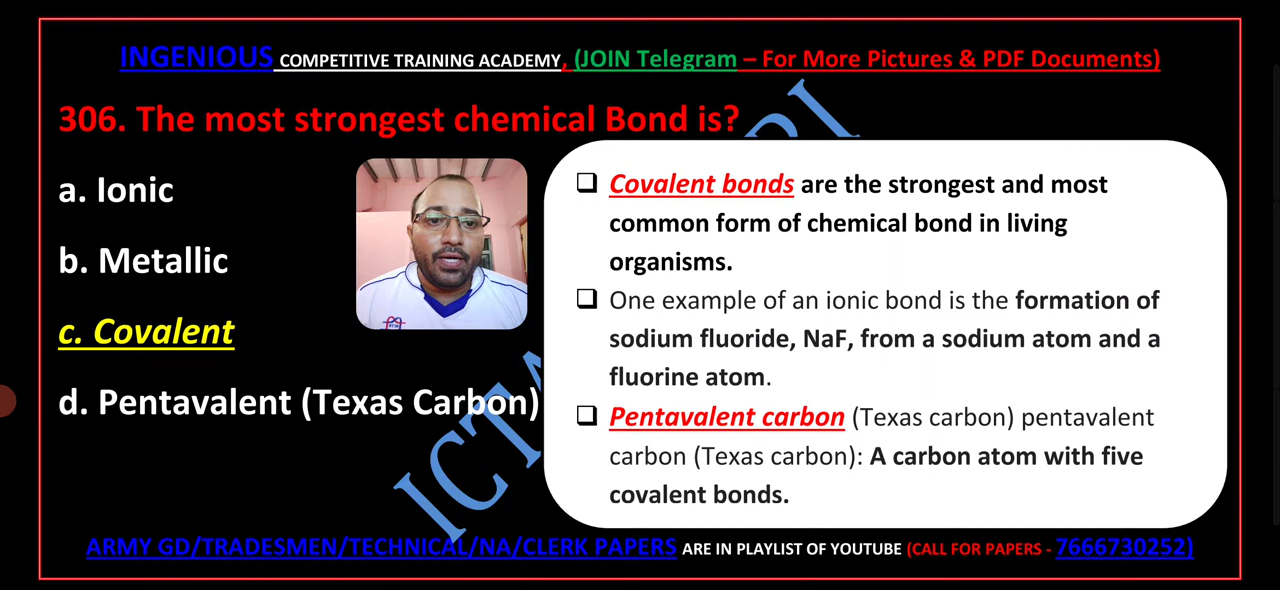 INGENIOUS COMPETITIVE TRAINING ACADEMY, (JOIN Telegram – For More Pictures & PDF Documents)
306. The most strongest chemical Bond is?
a. Ionic
b. Metallic
c. Covalent
d. Pentavalent (Texas Carbon)
❑ Covalent bonds are the strongest and most
common form of chemical bond in living
organisms.
❑ One example of an ionic bond is the formation of
sodium fluoride, NaF, from a sodium atom and a
fluorine atom.
❑ Pentavalent carbon (Texas carbon) pentavalent
carbon (Texas carbon): A carbon atom with five
covalent bonds.
ARMY GD/TRADESMEN/TECHNICAL/NA/CLERK PAPERS ARE IN PLAYLIST OF YOUTUBE (CALL FOR PAPERS - 7666730252)